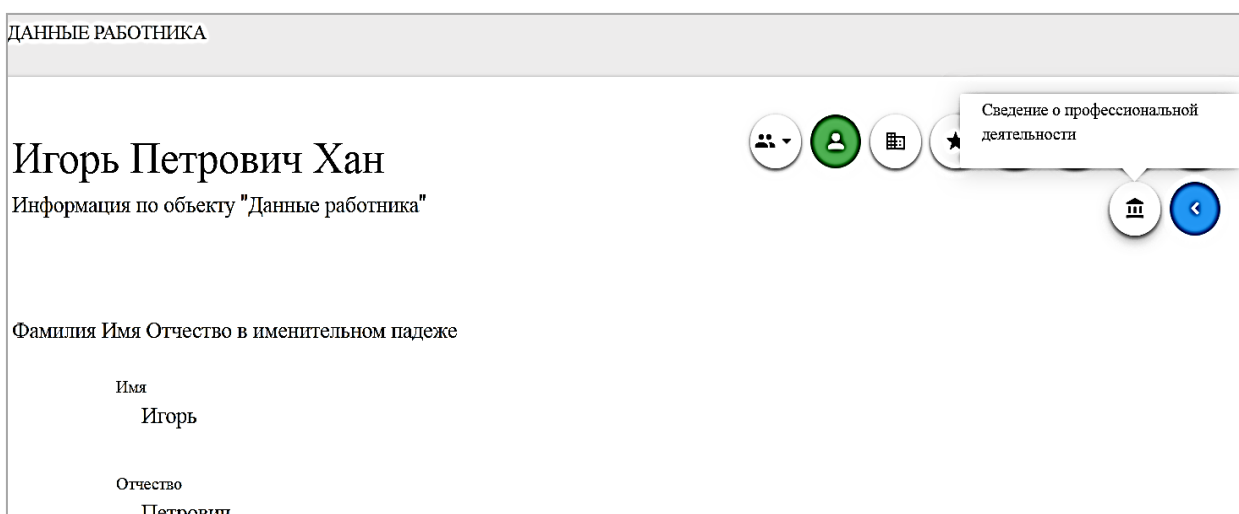 ДАННЫЕ РАБОТНИКА
Сведение о профессиональной
деятельности
Игорь Петрович Хан
Информация по объекту "Данные работника"
Фамилия Имя Отчество в именительном падеже
Имя
Игорь
Отчество
Петрович